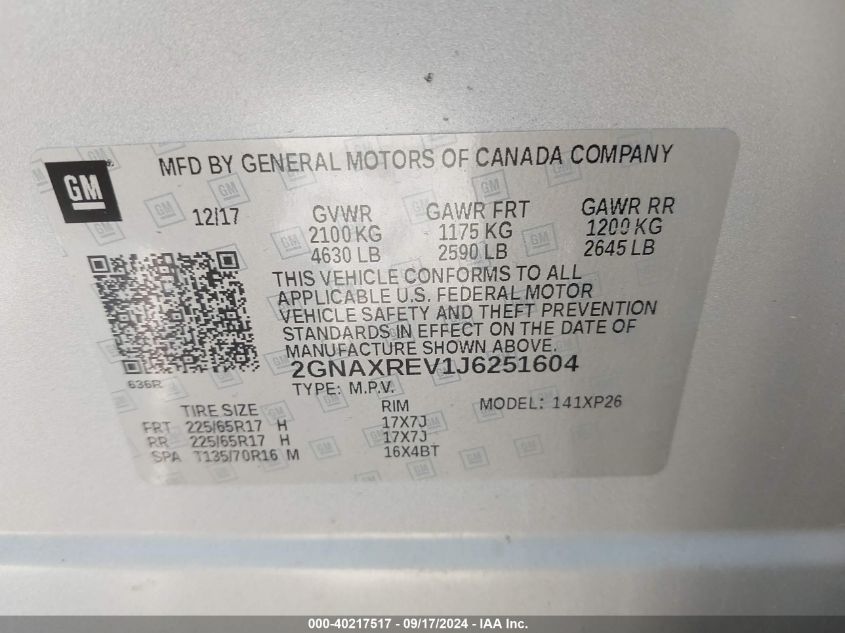 GM
MFD BY GENERAL MOTORS OF CANADA COMPANY
12/17 GVWR GAWR FRT GAWR RR
2100 KG 1175 KG 1200 KG
4630 LB 2590 LB 2645 LB
THIS VEHICLE CONFORMS TO ALL
APPLICABLE U.S. FEDERAL MOTOR
VEHICLE SAFETY AND THEFT PREVENTION
STANDARDS IN EFFECT ON THE DATE OF
MANUFACTURE SHOWN ABOVE.
2GNAXREV1J6251604
636R TYPE: M.P.V.
TIRE SIZE RIM MODEL: 141XP26
FRT 225/65R17 H 17X7J
RR 225/65R17 H 17X7J
SPA T135/70R16 M 16X4BT
000-40217517 - 09/17/2024 - IAA Inc.